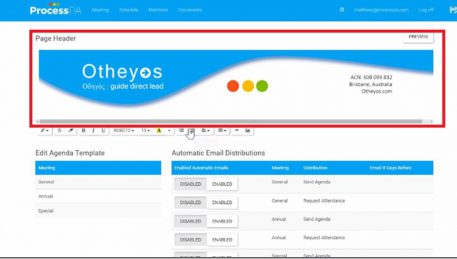 ProcessPA Meeting Schedule Members Documents matthew@processpa.com Log off
Page Header PREVIEW
Otheyos
Οδηγός : guide direct lead
ACN: 608 099 832
Brisbane, Australia
Otheyos.com
B I U ROBOTO 13 A
Edit Agenda Template
Automatic Email Distributions
Meeting
General
Annual
Special
Enabled Automatic Emails Meeting Distribution Email # Days Before
DISABLED ENABLED General Send Agenda
DISABLED ENABLED General Request Attendance
DISABLED ENABLED Annual Send Agenda
DISABLED ENABLED Annual Request Attendance
DISABLED ENABLED Special Send Agenda